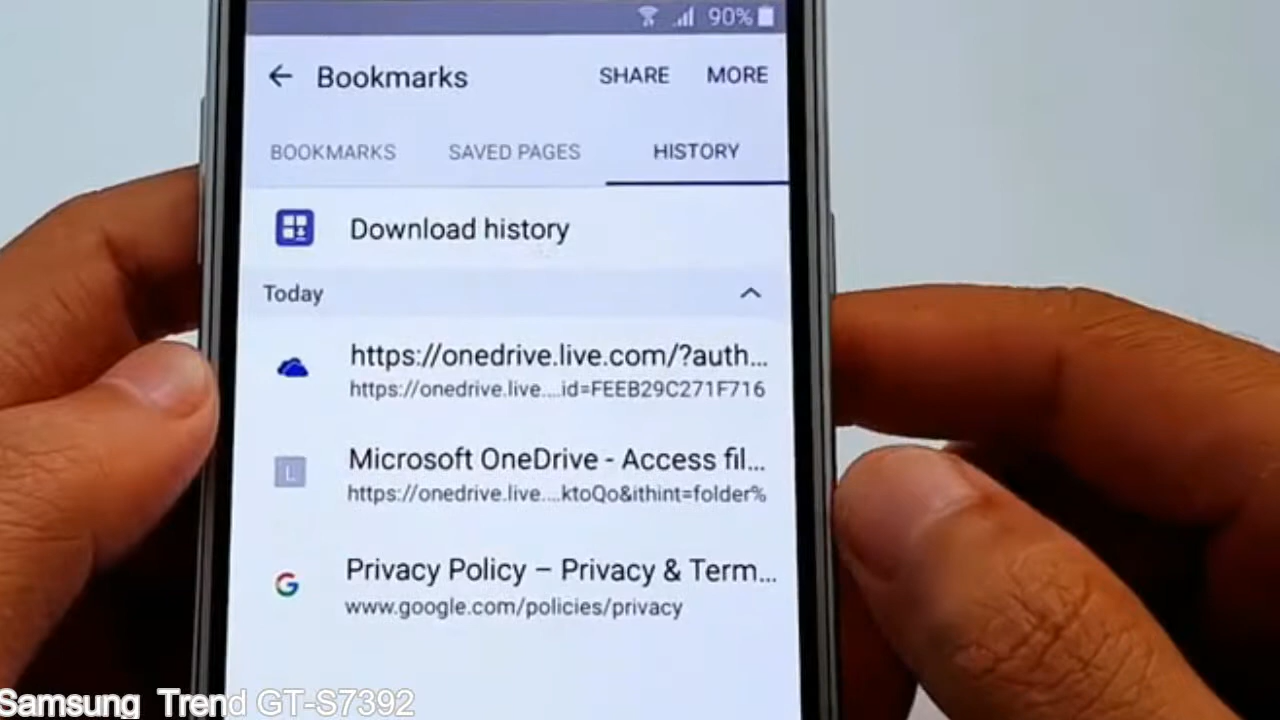 90%
Bookmarks SHARE MORE
BOOKMARKS SAVED PAGES HISTORY
Download history
Today
https://onedrive.live.com/?auth...
https://onedrive.live....id=FEEB29C271F716
L
Microsoft OneDrive - Access fil...
https://onedrive.live....ktoQo&ithint=folder%
G
Privacy Policy – Privacy & Term...
www.google.com/policies/privacy
Samsung Trend GT-S7392